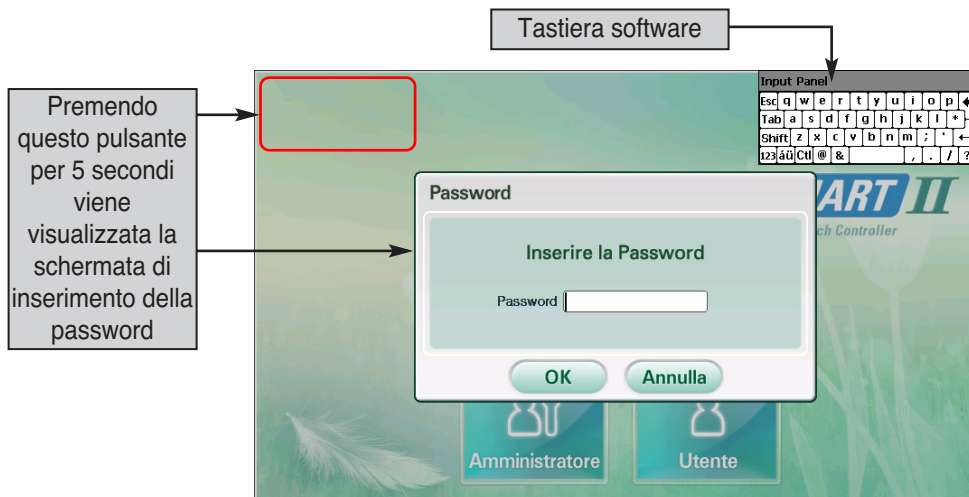 Tastiera software
Premendo
questo pulsante
per 5 secondi
viene
visualizzata la
schermata di
inserimento della
password
Input Panel
Esc q w e r t y u i o p
Tab a s d f g h j k l *
Shift z x c v b n m ; '
123 áü Ctl @ & , . / ?
ART II
ch Controller
Password
Inserire la Password
Password
OK Annulla
Amministratore Utente